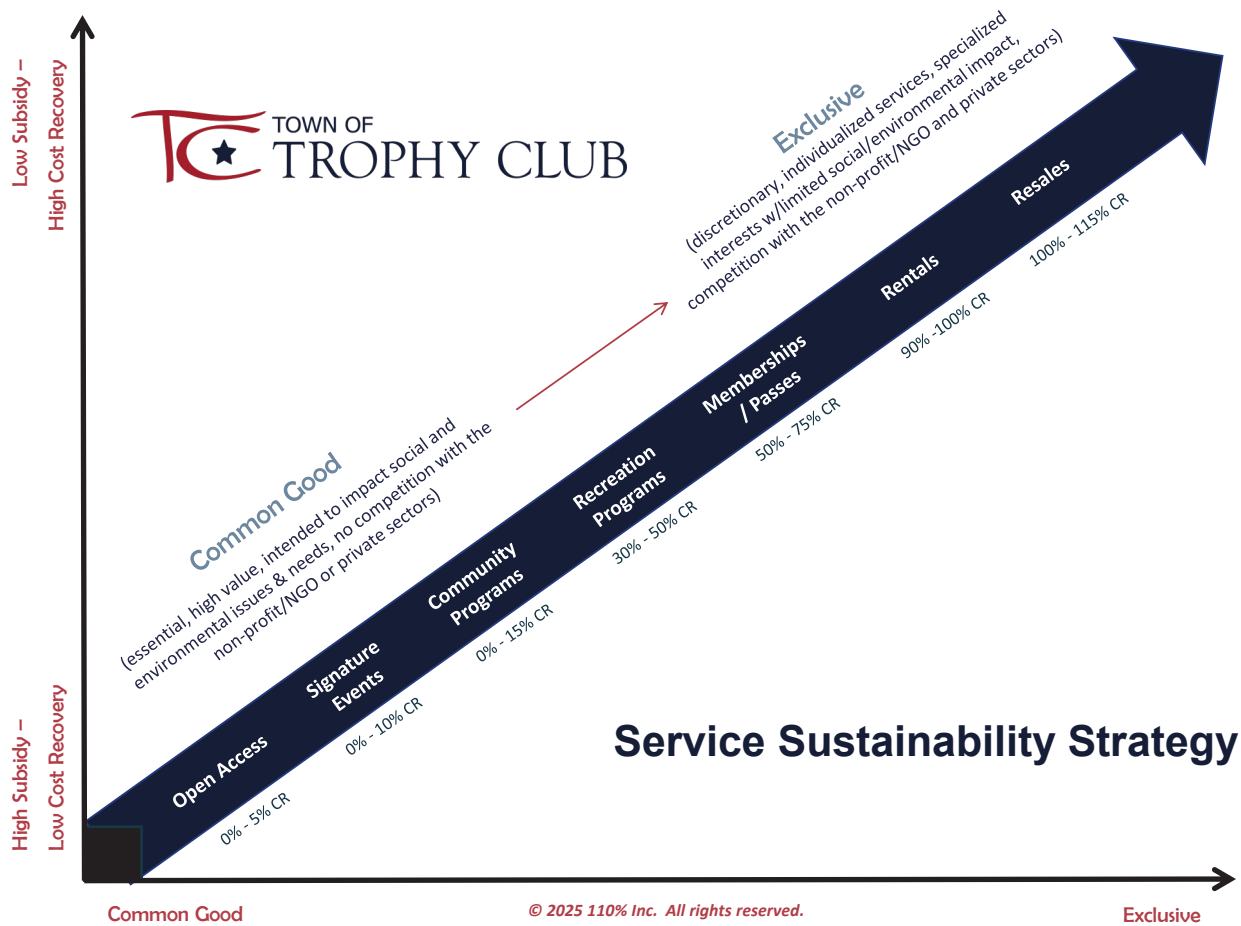 Low Subsidy –
High Cost Recovery
TOWN OF
TROPHY CLUB
Exclusive
(discretionary, individualized services, specialized
interests w/limited social/environmental impact,
competition with the non-profit/NGO and private sectors)
Resales
100% - 115% CR
Rentals
90% -100% CR
Memberships
/ Passes
50% - 75% CR
Recreation
Programs
30% - 50% CR
Common Good
(essential, high value, intended to impact social and
environmental issues & needs, no competition with the
non-profit/NGO or private sectors)
Community
Programs
0% - 15% CR
Signature
Events
0% - 10% CR
Open Access
0% - 5% CR
Service Sustainability Strategy
High Subsidy –
Low Cost Recovery
Common Good
© 2025 110% Inc.  All rights reserved.
Exclusive